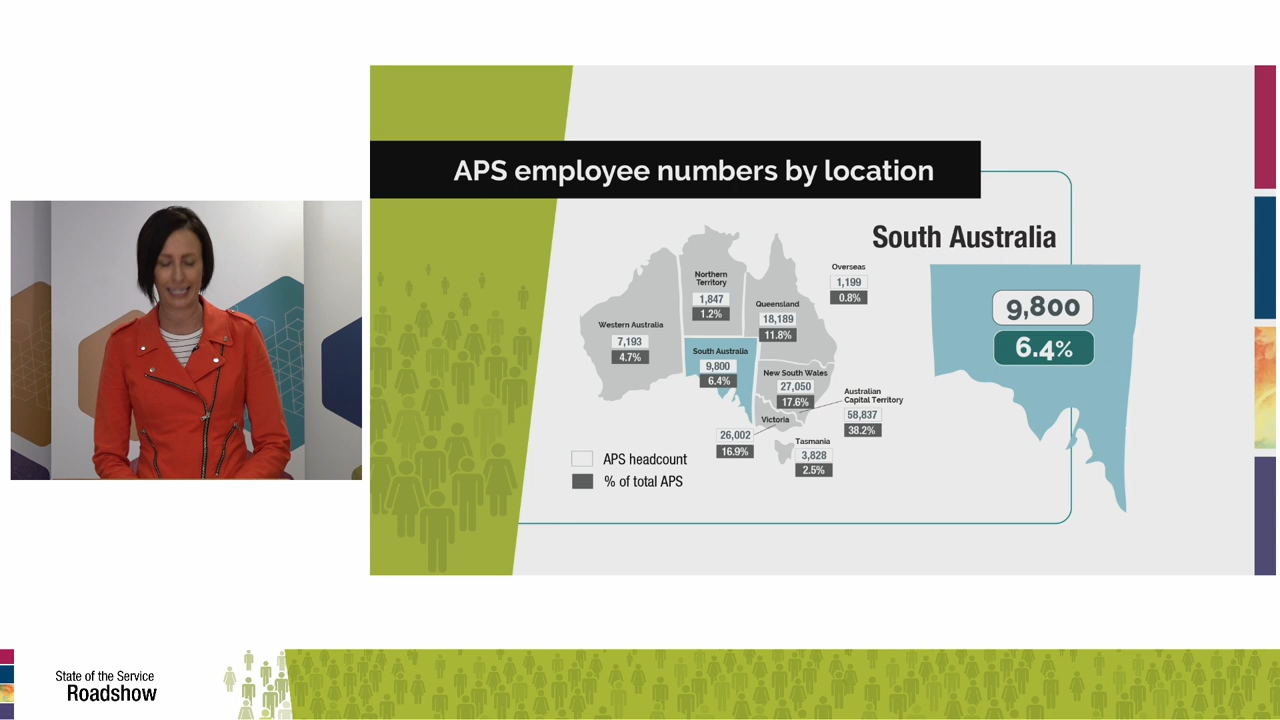 APS employee numbers by location
South Australia
9,800
6.4%
Overseas
1,199
0.8%
Northern
Territory
1,847
1.2%
Queensland
18,189
11.8%
Western Australia
7,193
4.7%
South Australia
9,800
6.4%
New South Wales
27,050
17.6%
Australian
Capital Territory
58,837
38.2%
Victoria
26,002
16.9%
Tasmania
3,828
2.5%
APS headcount
% of total APS
State of the Service
Roadshow